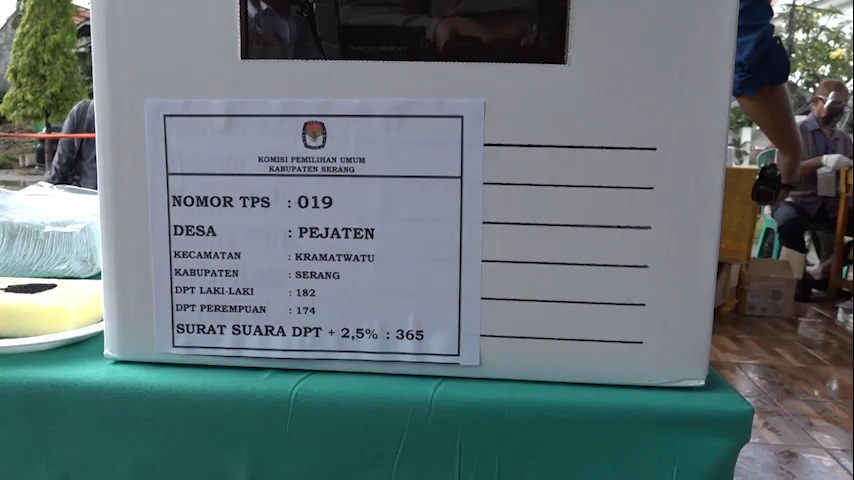 KOMISI PEMILIHAN UMUM
KABUPATEN SERANG
NOMOR TPS : 019
DESA : PEJATEN
KECAMATAN : KRAMATWATU
KABUPATEN : SERANG
DPT LAKI-LAKI : 182
DPT PEREMPUAN : 174
SURAT SUARA DPT + 2,5% : 365